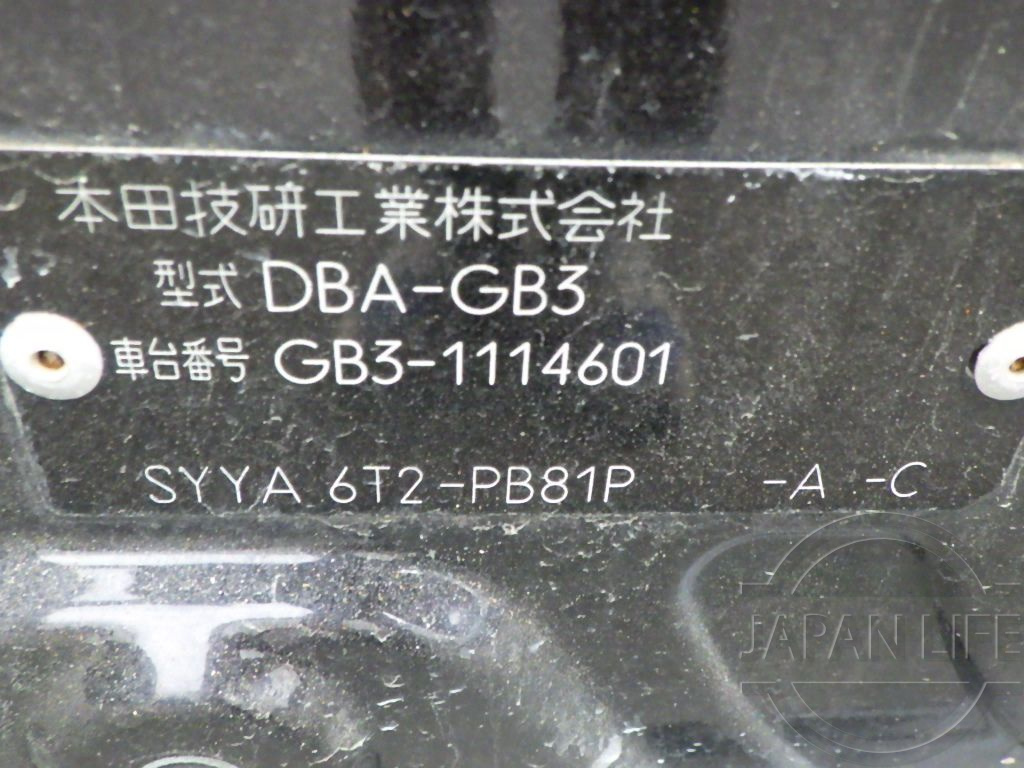 本田技研工業株式会社
型式 DBA-GB3
車台番号 GB3-1114601
SYYA 6T2-PB81P -A -C
JAPAN LIFE